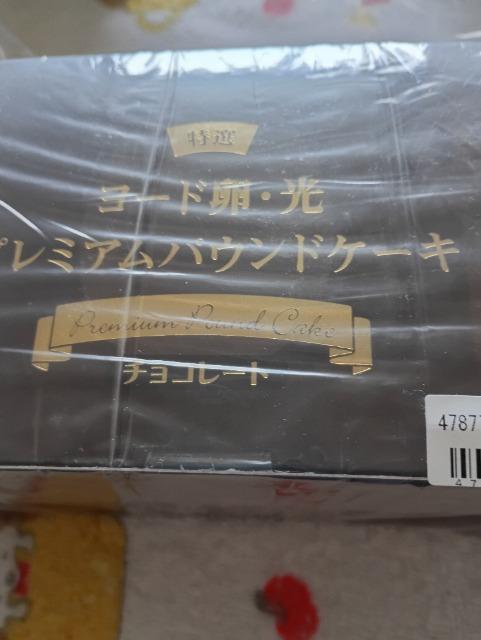 特選
ヨード卵・光
プレミアムパウンドケーキ
Premium Pound Cake
チョコレート
4787
47